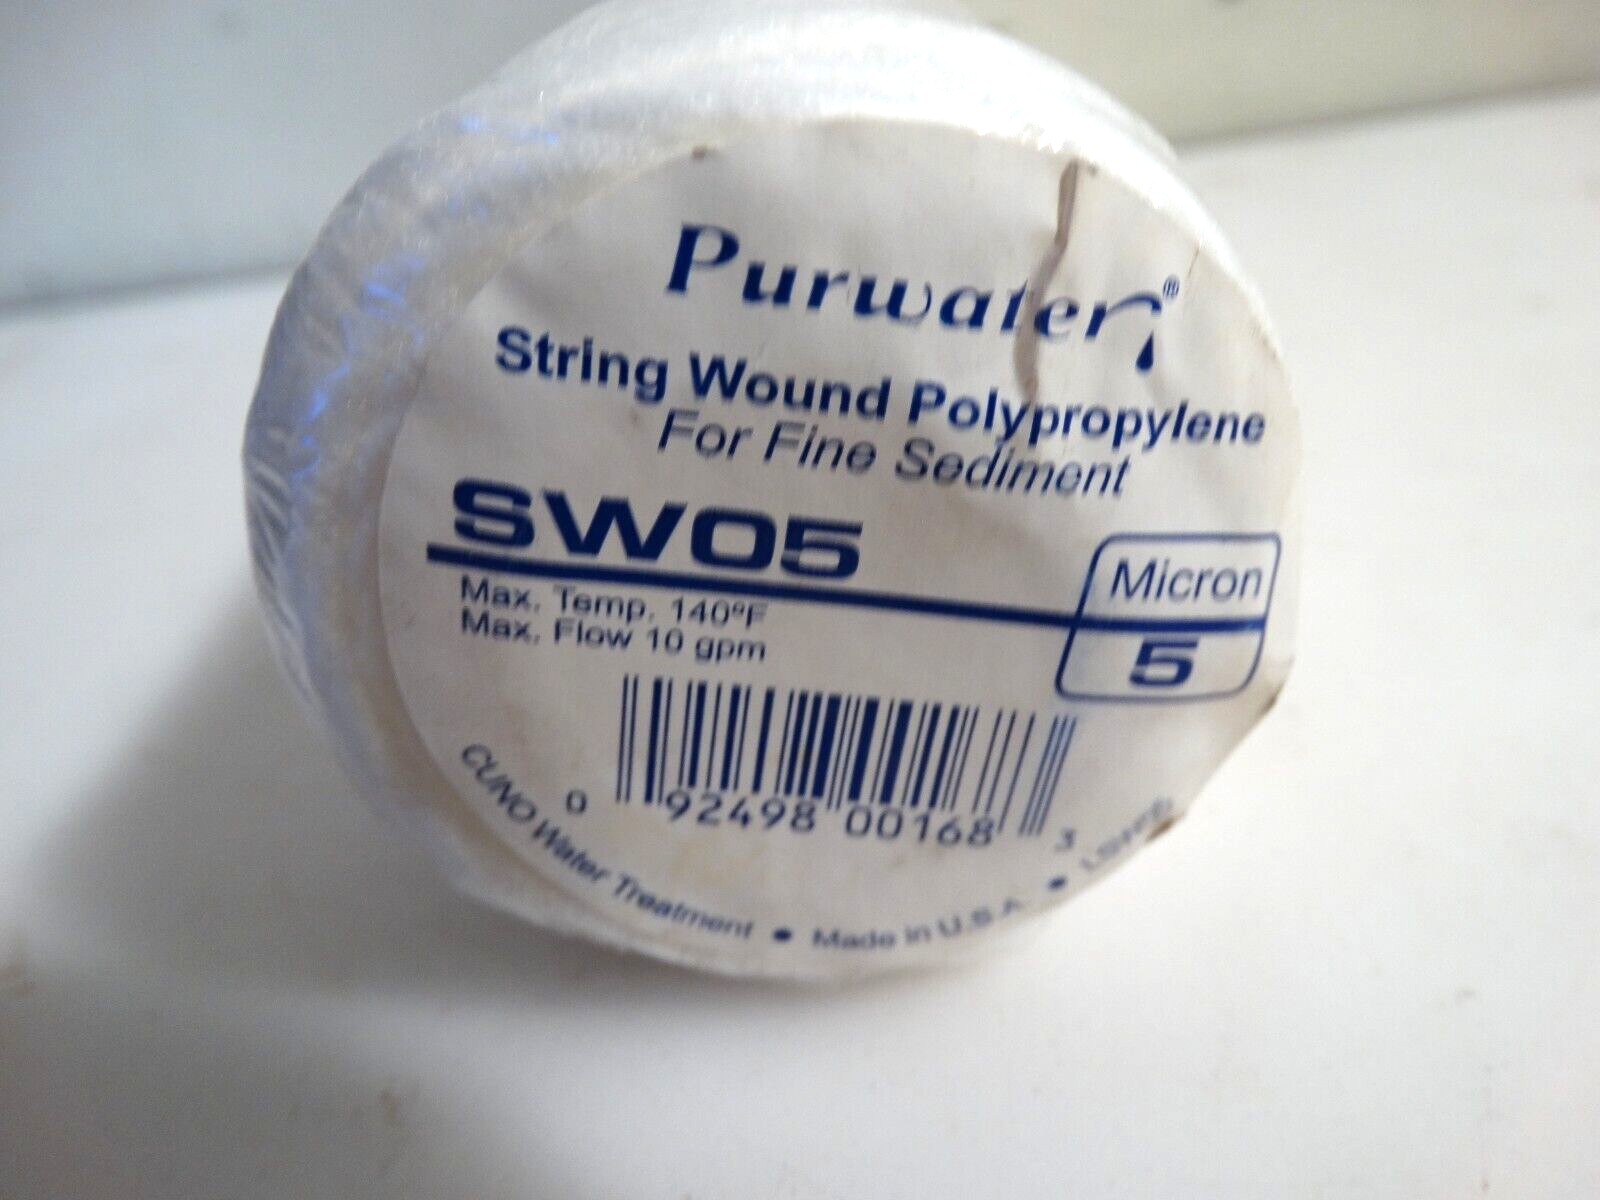 Purwater®
String Wound Polypropylene
For Fine Sediment
SW05
Micron
5
Max. Temp. 140ºF
Max. Flow 10 gpm
0 92498 00168 3
CUNO Water Treatment • Made in U.S.A. •